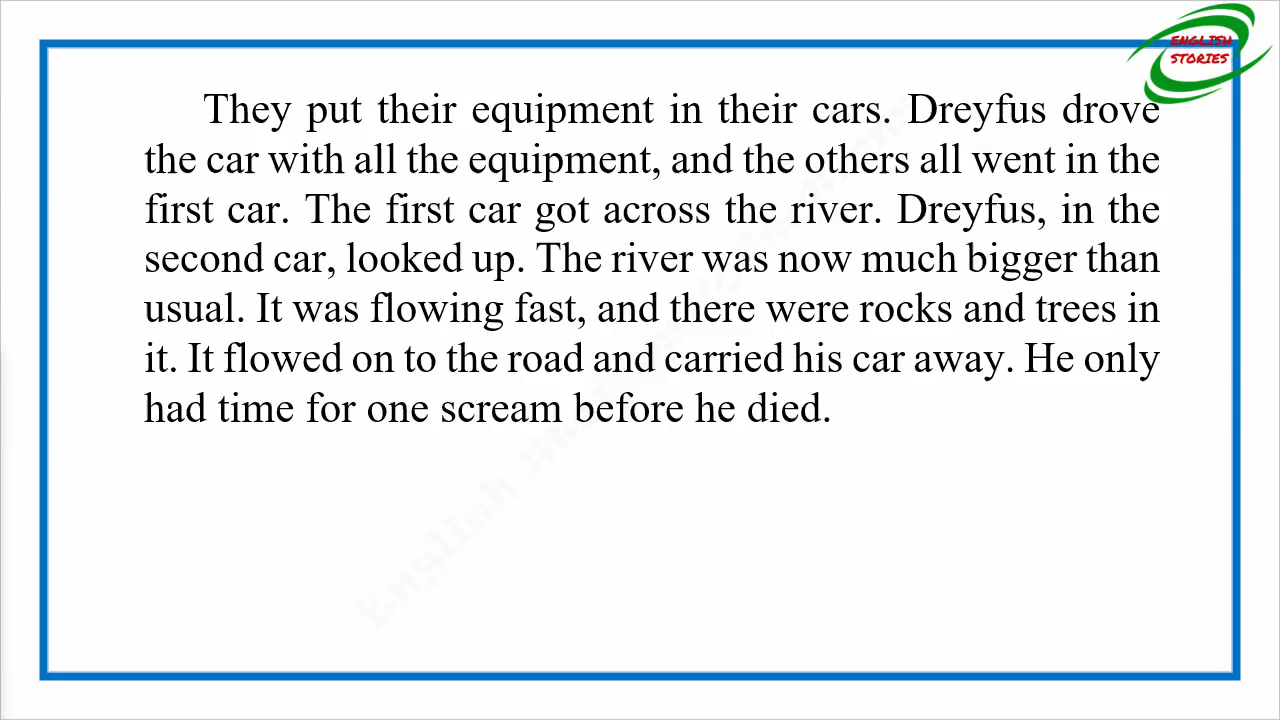 ENGLISH
STORIES
They put their equipment in their cars. Dreyfus drove
the car with all the equipment, and the others all went in the
first car. The first car got across the river. Dreyfus, in the
second car, looked up. The river was now much bigger than
usual. It was flowing fast, and there were rocks and trees in
it. It flowed on to the road and carried his car away. He only
had time for one scream before he died.